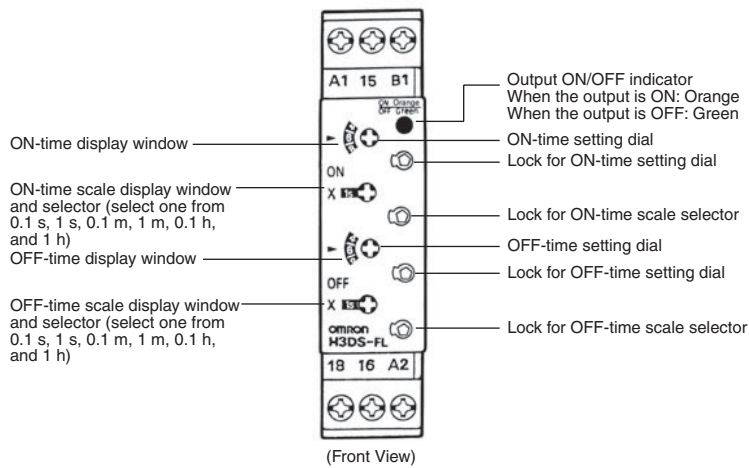 A1 15 B1
ON Orange
OFF Green
ON
X 1s
OFF
X 1s
OMRON
H3DS-FL
18 16 A2
ON-time display window
ON-time scale display window
and selector (select one from
0.1 s, 1 s, 0.1 m, 1 m, 0.1 h,
and 1 h)
OFF-time display window
OFF-time scale display window
and selector (select one from
0.1 s, 1 s, 0.1 m, 1 m, 0.1 h,
and 1 h)
Output ON/OFF indicator
When the output is ON: Orange
When the output is OFF: Green
ON-time setting dial
Lock for ON-time setting dial
Lock for ON-time scale selector
OFF-time setting dial
Lock for OFF-time setting dial
Lock for OFF-time scale selector
(Front View)